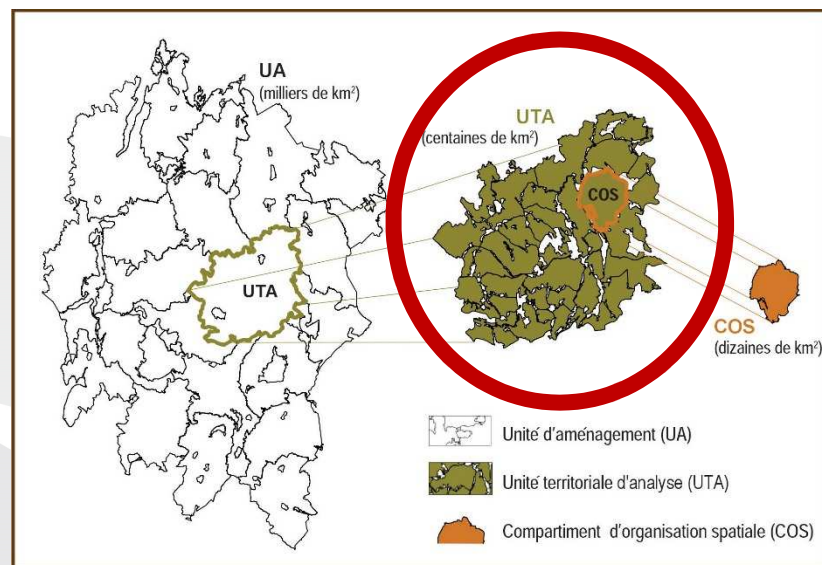 UA
(milliers de km²)
UTA
(centaines de km²)
COS
UTA
COS
(dizaines de km²)
Unité d'aménagement (UA)
Unité territoriale d'analyse (UTA)
Compartiment d'organisation spatiale (COS)